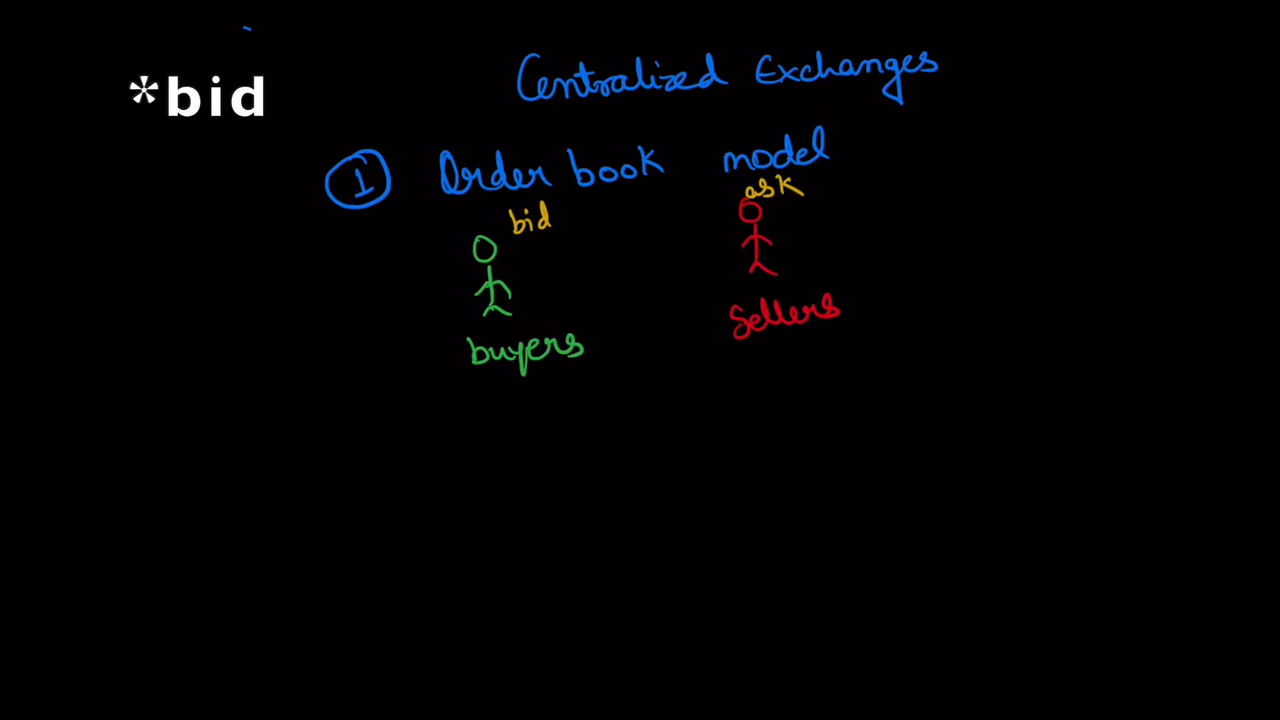 *bid
Centralized Exchanges
1 Order book model
bid
ask
buyers
sellers